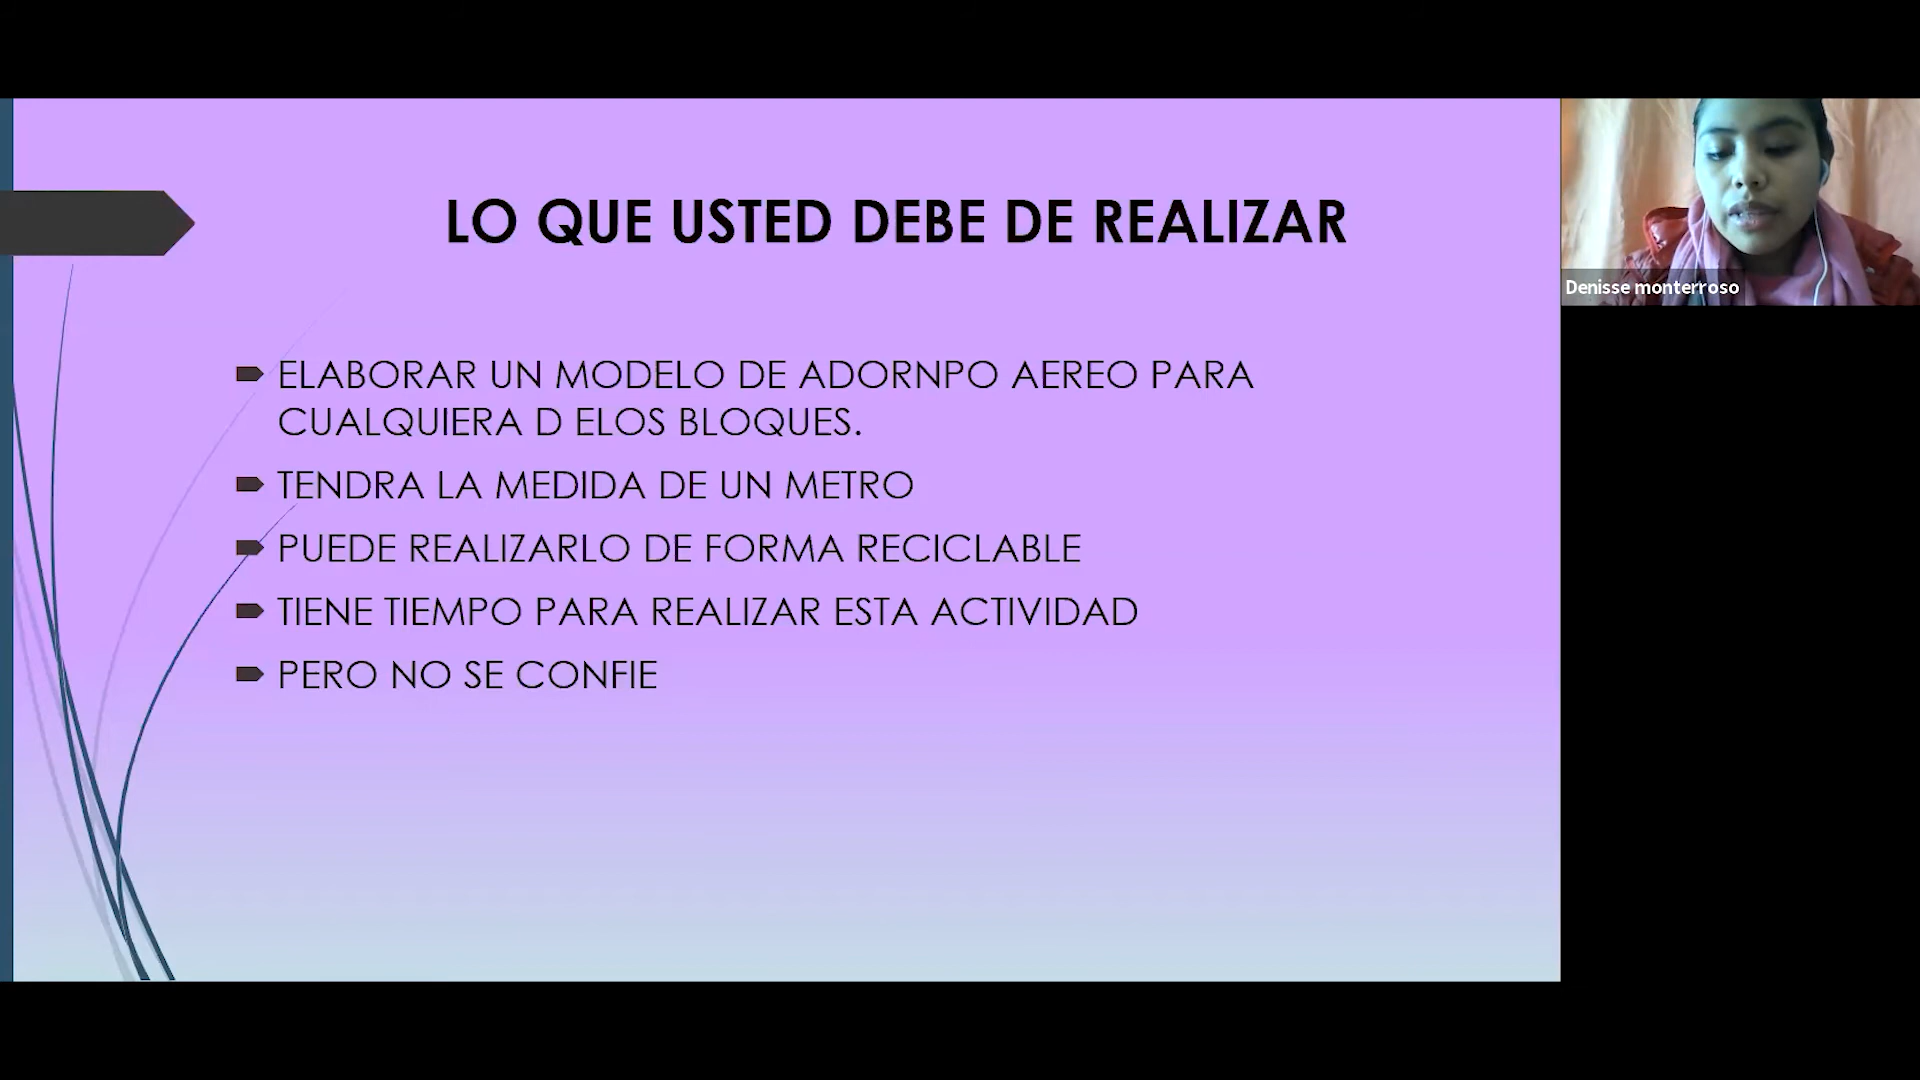 LO QUE USTED DEBE DE REALIZAR
ELABORAR UN MODELO DE ADORNPO AEREO PARA
CUALQUIERA D ELOS BLOQUES.
TENDRA LA MEDIDA DE UN METRO
PUEDE REALIZARLO DE FORMA RECICLABLE
TIENE TIEMPO PARA REALIZAR ESTA ACTIVIDAD
PERO NO SE CONFIE
Denisse monterroso